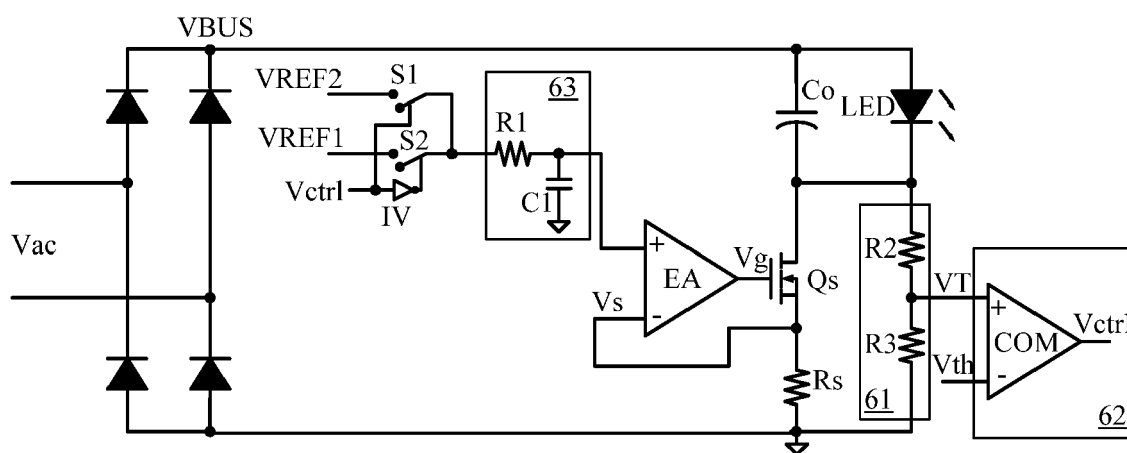 VBUS
VREF2
S1
63
Co
LED
R1
VREF1
S2
Vctrl
IV
C1
Vac
+
EA
-
Vg
Qs
Vs
R2
VT
+
COM
-
Vctrl
R3
Vth
Rs
61
62